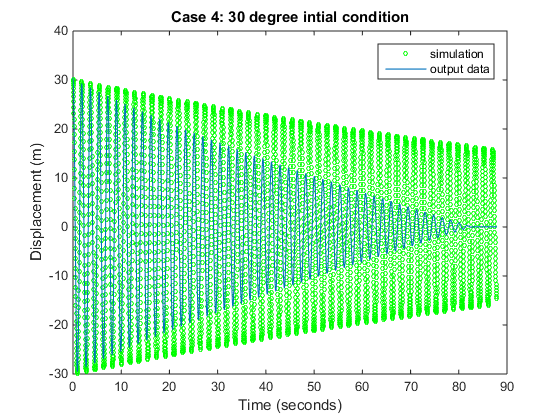 Case 4: 30 degree intial condition
simulation
output data
Displacement (m)
40
30
20
10
0
-10
-20
-30
0 10 20 30 40 50 60 70 80 90
Time (seconds)